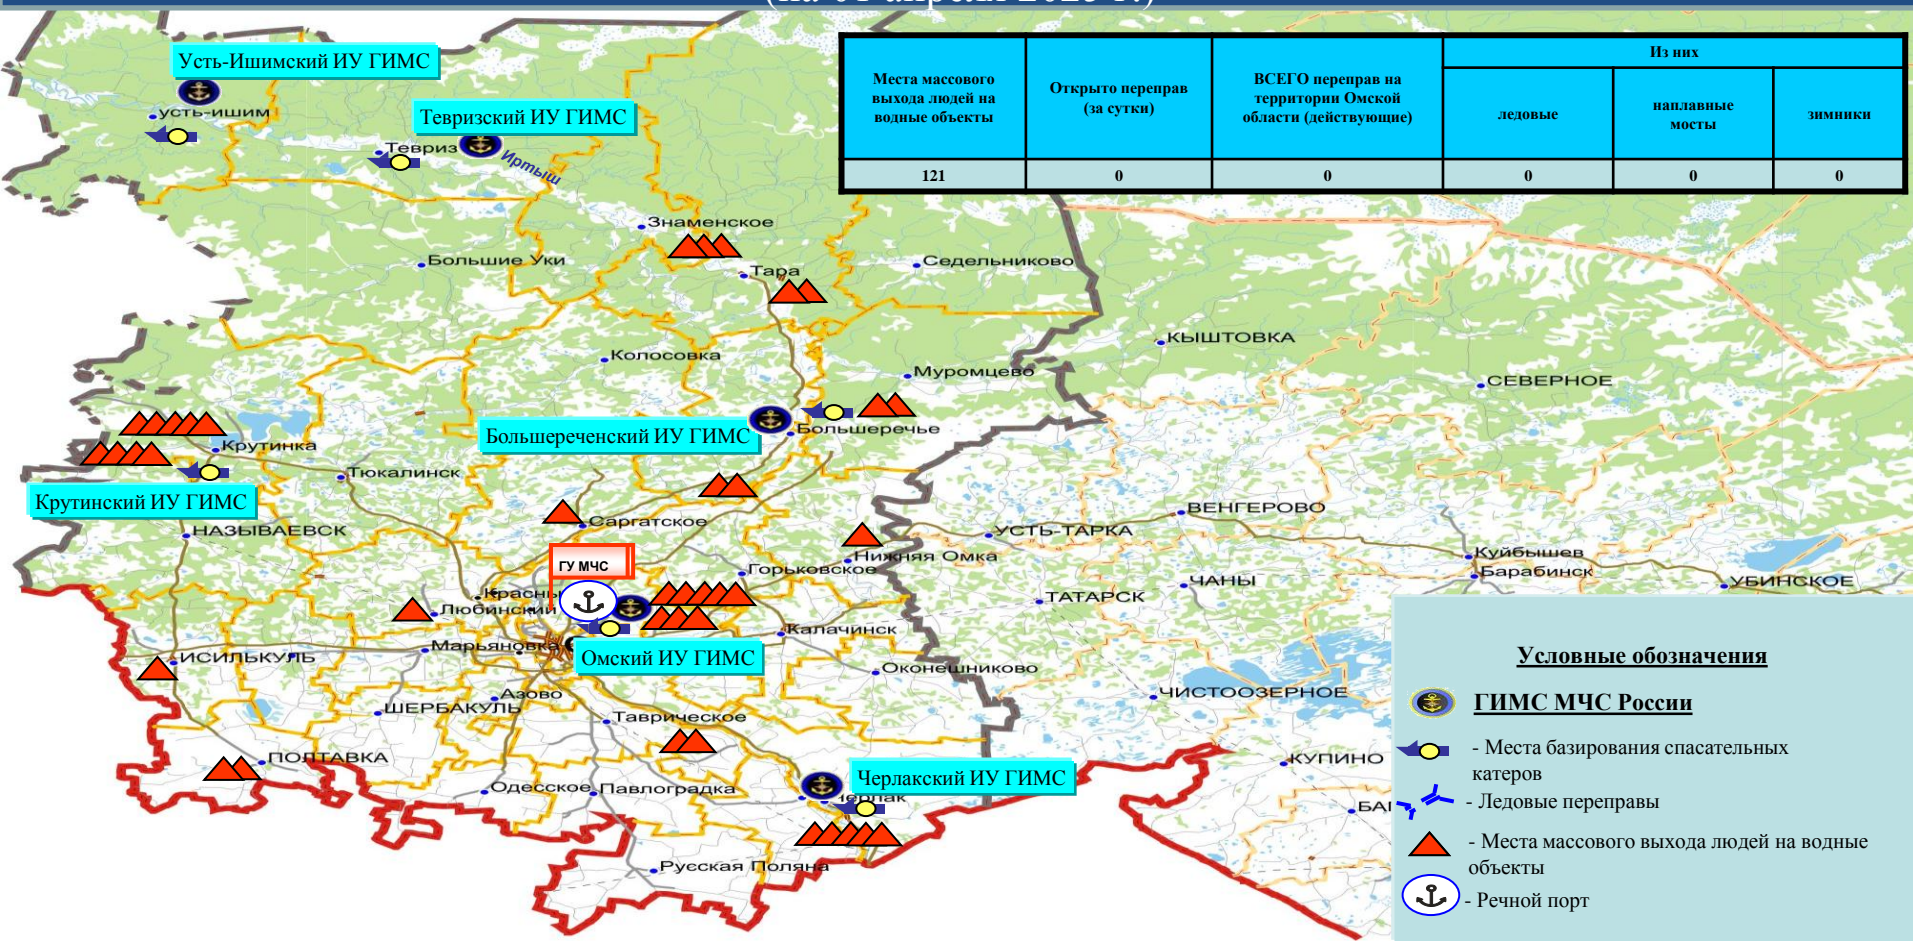 Усть-Ишимский ИУ ГИМС
усть-ишим
Тевризский ИУ ГИМС
Тевриз
Иртыш
Места массового
выхода людей на
водные объекты
Открыто переправ
(за сутки)
ВСЕГО переправ на
территории Омской
области (действующие)
Из них
ледовые
наплавные
мосты
зимники
121
0
0
0
0
0
Знаменское
Большие Уки
Тара
Седельниково
КЫШТОВКА
Колосовка
Муромцево
СЕВЕРНОЕ
Большереченский ИУ ГИМС
Большеречье
Крутинка
Тюкалинск
Крутинский ИУ ГИМС
НАЗЫВАЕВСК
Саргатское
ВЕНГЕРОВО
УСТЬ-ТАРКА
Нижняя Омка
Куйбышев
Барабинск
УБИНСКОЕ
ГУ МЧС
Горьковское
ЧАНЫ
ТАТАРСК
Красны
Любинский
Калачинск
Марьяновка
Омский ИУ ГИМС
ИСИЛЬКУЛЬ
Оконешниково
ЧИСТООЗЕРНОЕ
Азово
ШЕРБАКУЛЬ
Таврическое
ПОЛТАВКА
КУПИНО
Черлакский ИУ ГИМС
Одесское
Павлоградка
Черлак
Русская Поляна
Условные обозначения
ГИМС МЧС России
- Места базирования спасательных
катеров
- Ледовые переправы
- Места массового выхода людей на водные
объекты
- Речной порт